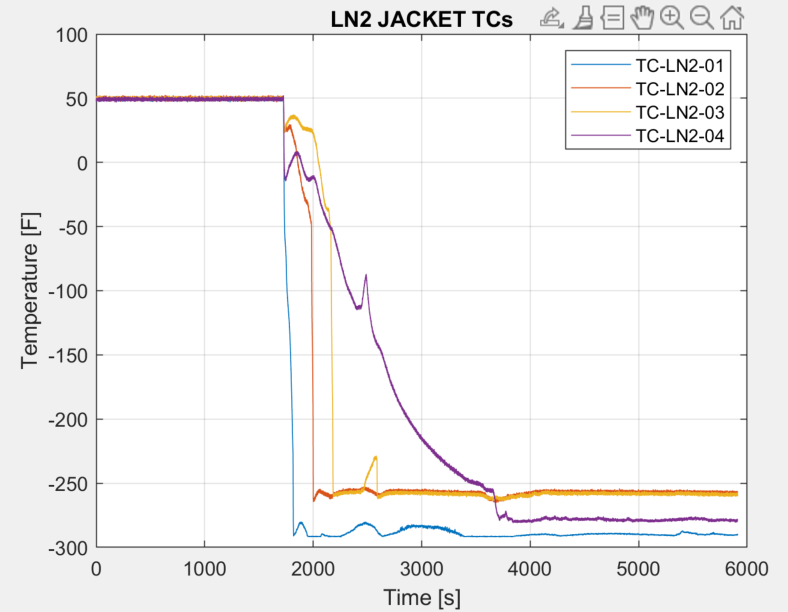 LN2 JACKET TCs
100
50
0
-50
-100
-150
-200
-250
-300
Temperature [F]
TC-LN2-01
TC-LN2-02
TC-LN2-03
TC-LN2-04
0 1000 2000 3000 4000 5000 6000
Time [s]